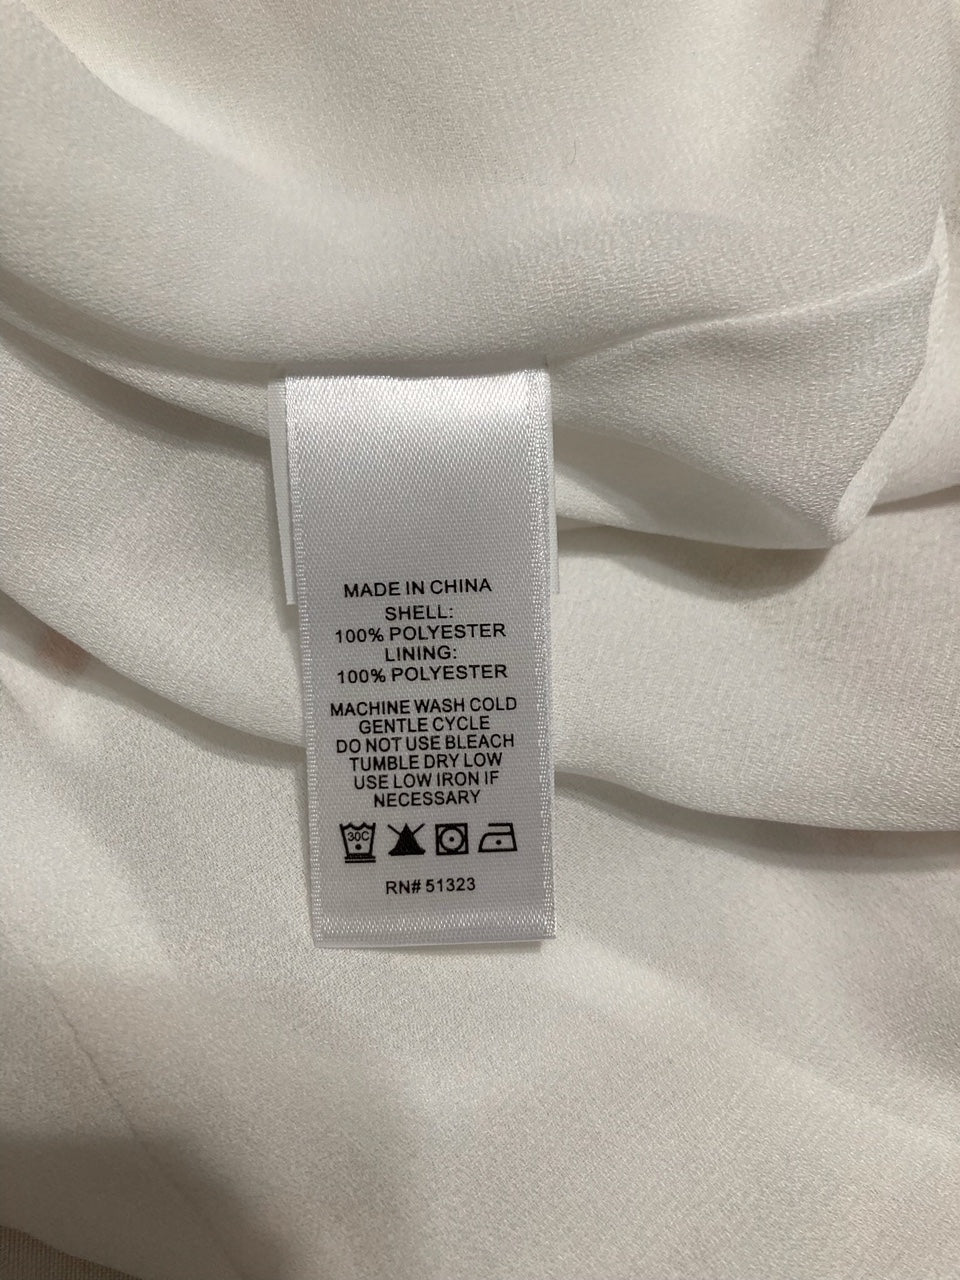 MADE IN CHINA
SHELL:
100% POLYESTER
LINING:
100% POLYESTER
MACHINE WASH COLD
GENTLE CYCLE
DO NOT USE BLEACH
TUMBLE DRY LOW
USE LOW IRON IF
NECESSARY
30C
RN# 51323